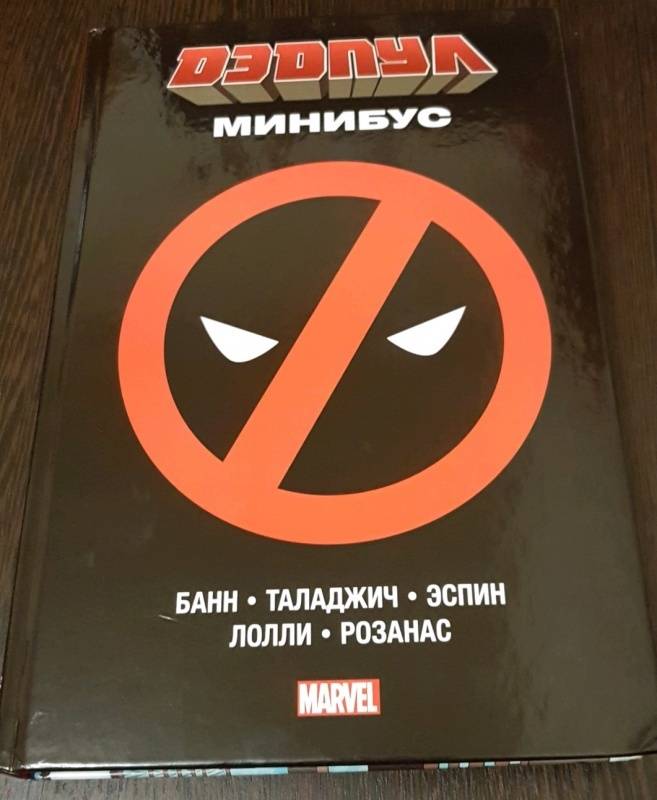 ДЭДПУЛ
МИНИБУС
БАНН • ТАЛАДЖИЧ • ЭСПИН
ЛОЛЛИ • РОЗАНАС
MARVEL